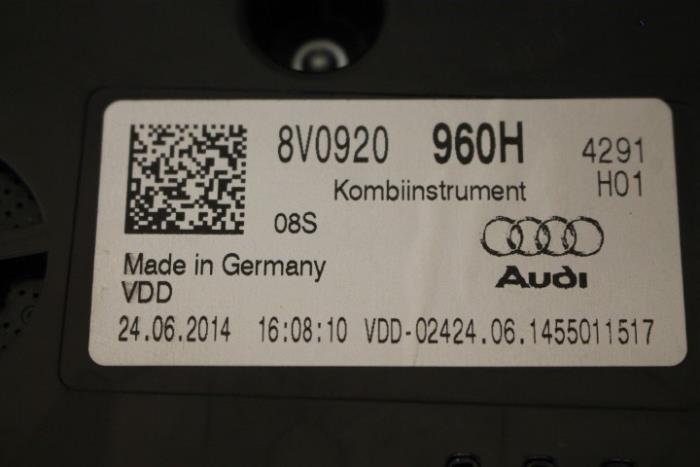 8V0920 960H 4291
Kombiinstrument H01
08S
Audi
Made in Germany
VDD
24.06.2014 16:08:10 VDD-02424.06.1455011517